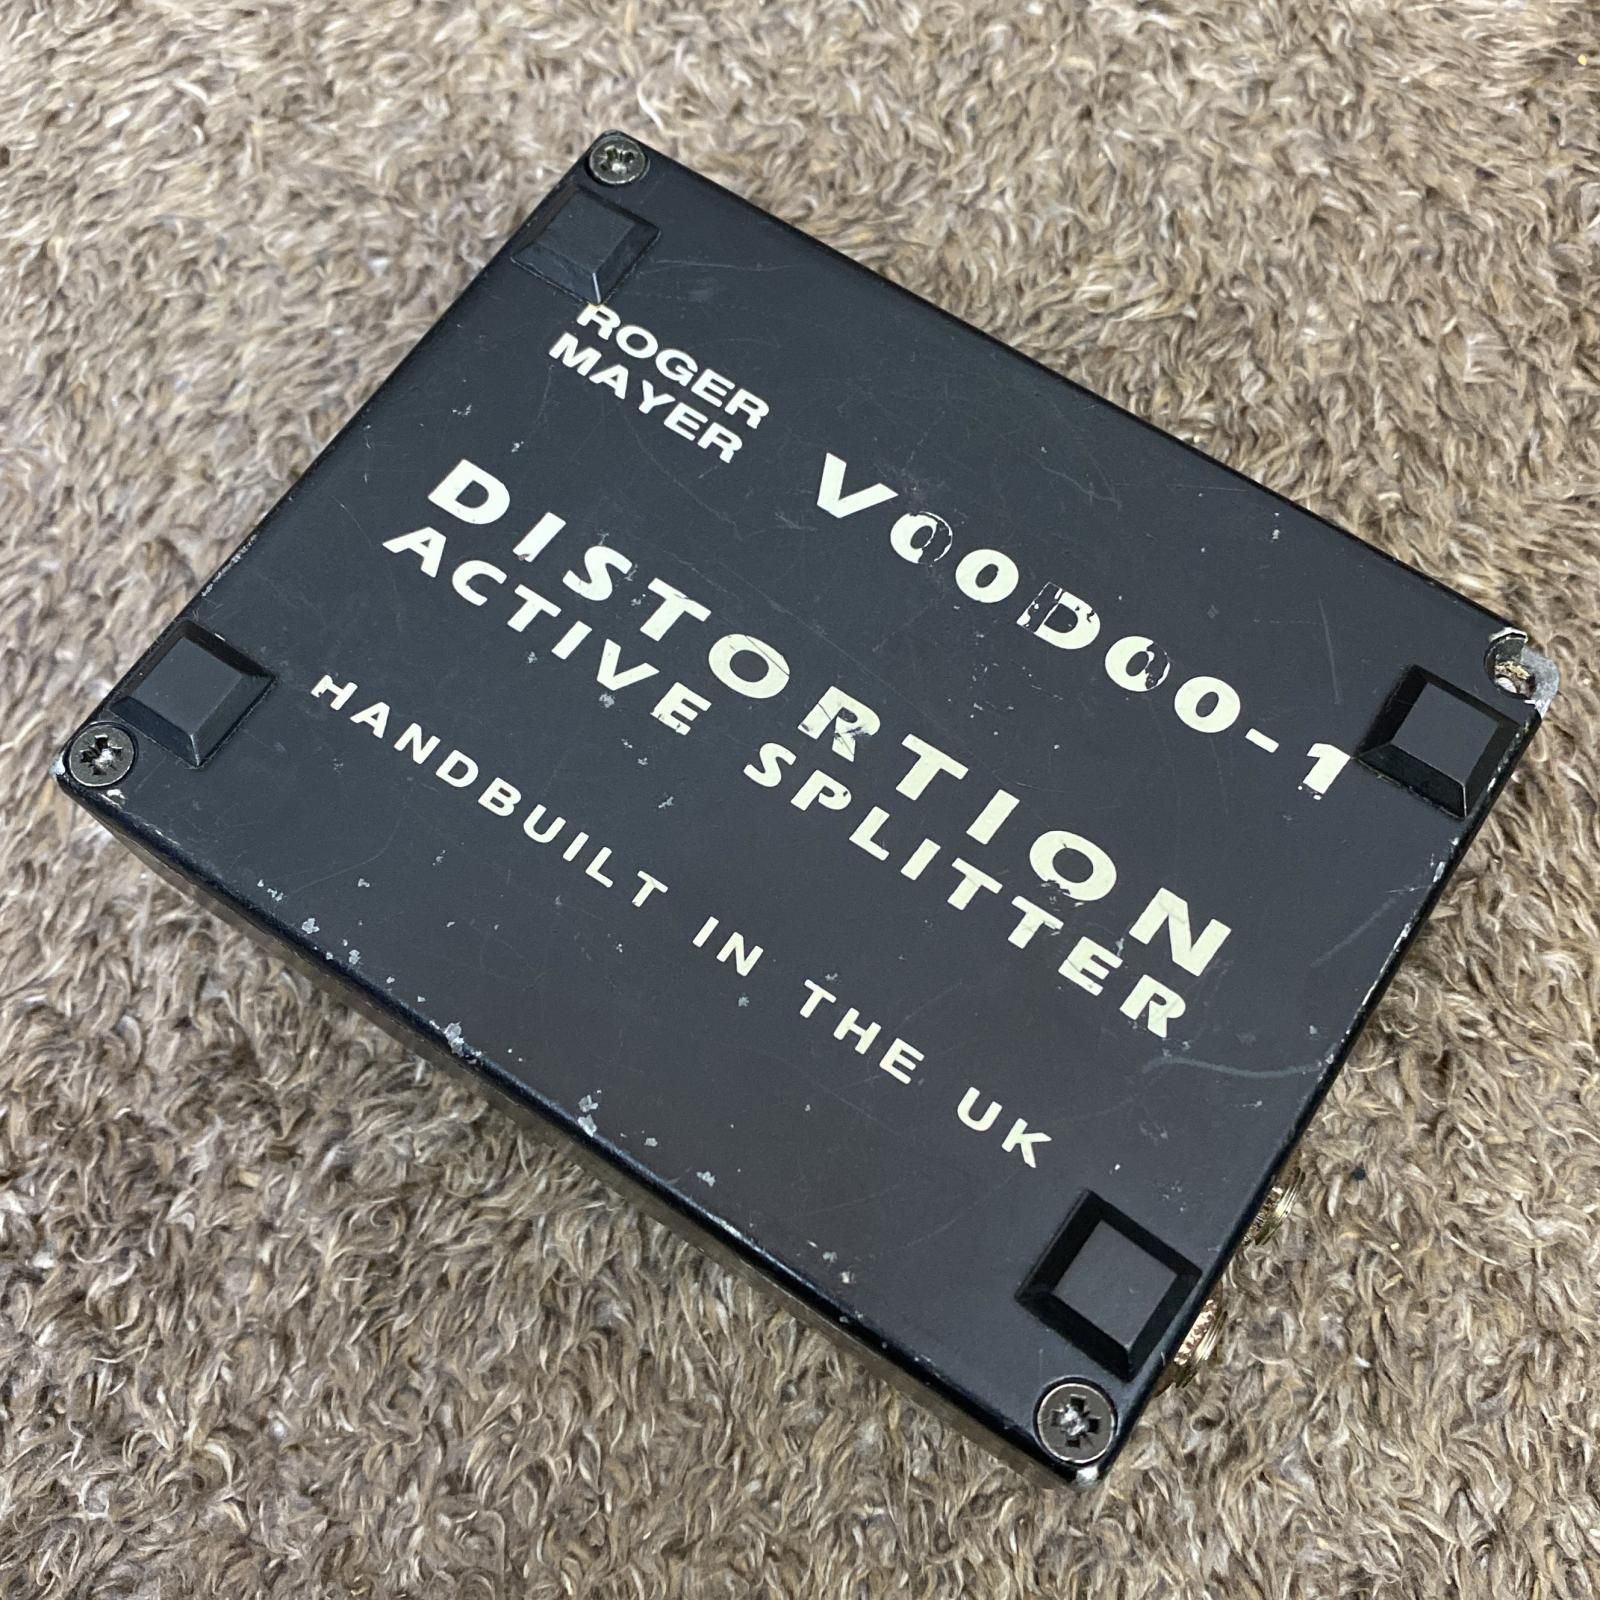 ROGER
MAYER
VOODOO-1
DISTORTION
ACTIVE SPLITTER
HANDBUILT IN THE UK